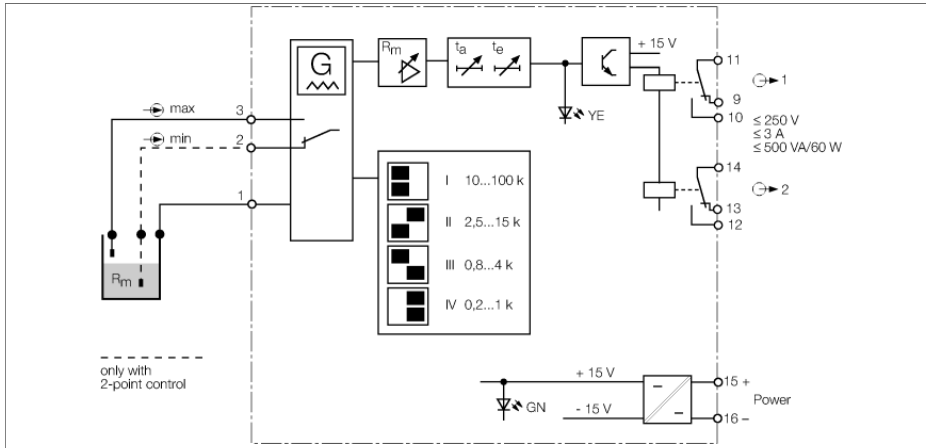 G
Rm
ta te
+ 15 V
11
1
9
10
≤ 250 V
≤ 3 A
≤ 500 VA/60 W
YE
max
3
min
2
1
14
2
13
12
I 10...100 k
II 2,5...15 k
III 0,8...4 k
IV 0,2...1 k
Rm
only with
2-point control
+ 15 V
15 +
Power
GN
- 15 V
16 –